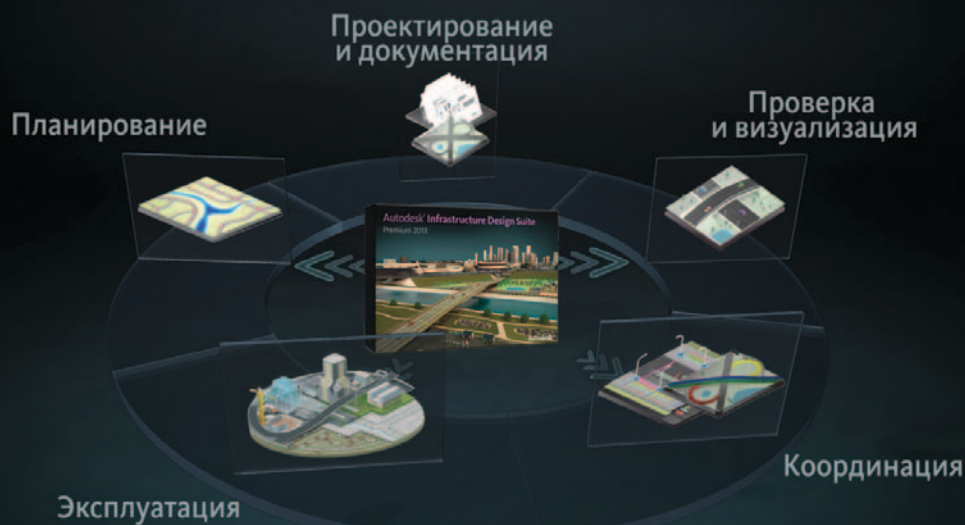 Проектирование
и документация
Планирование
Проверка
и визуализация
Autodesk® Infrastructure Design Suite
Premium 2013
Координация
Эксплуатация